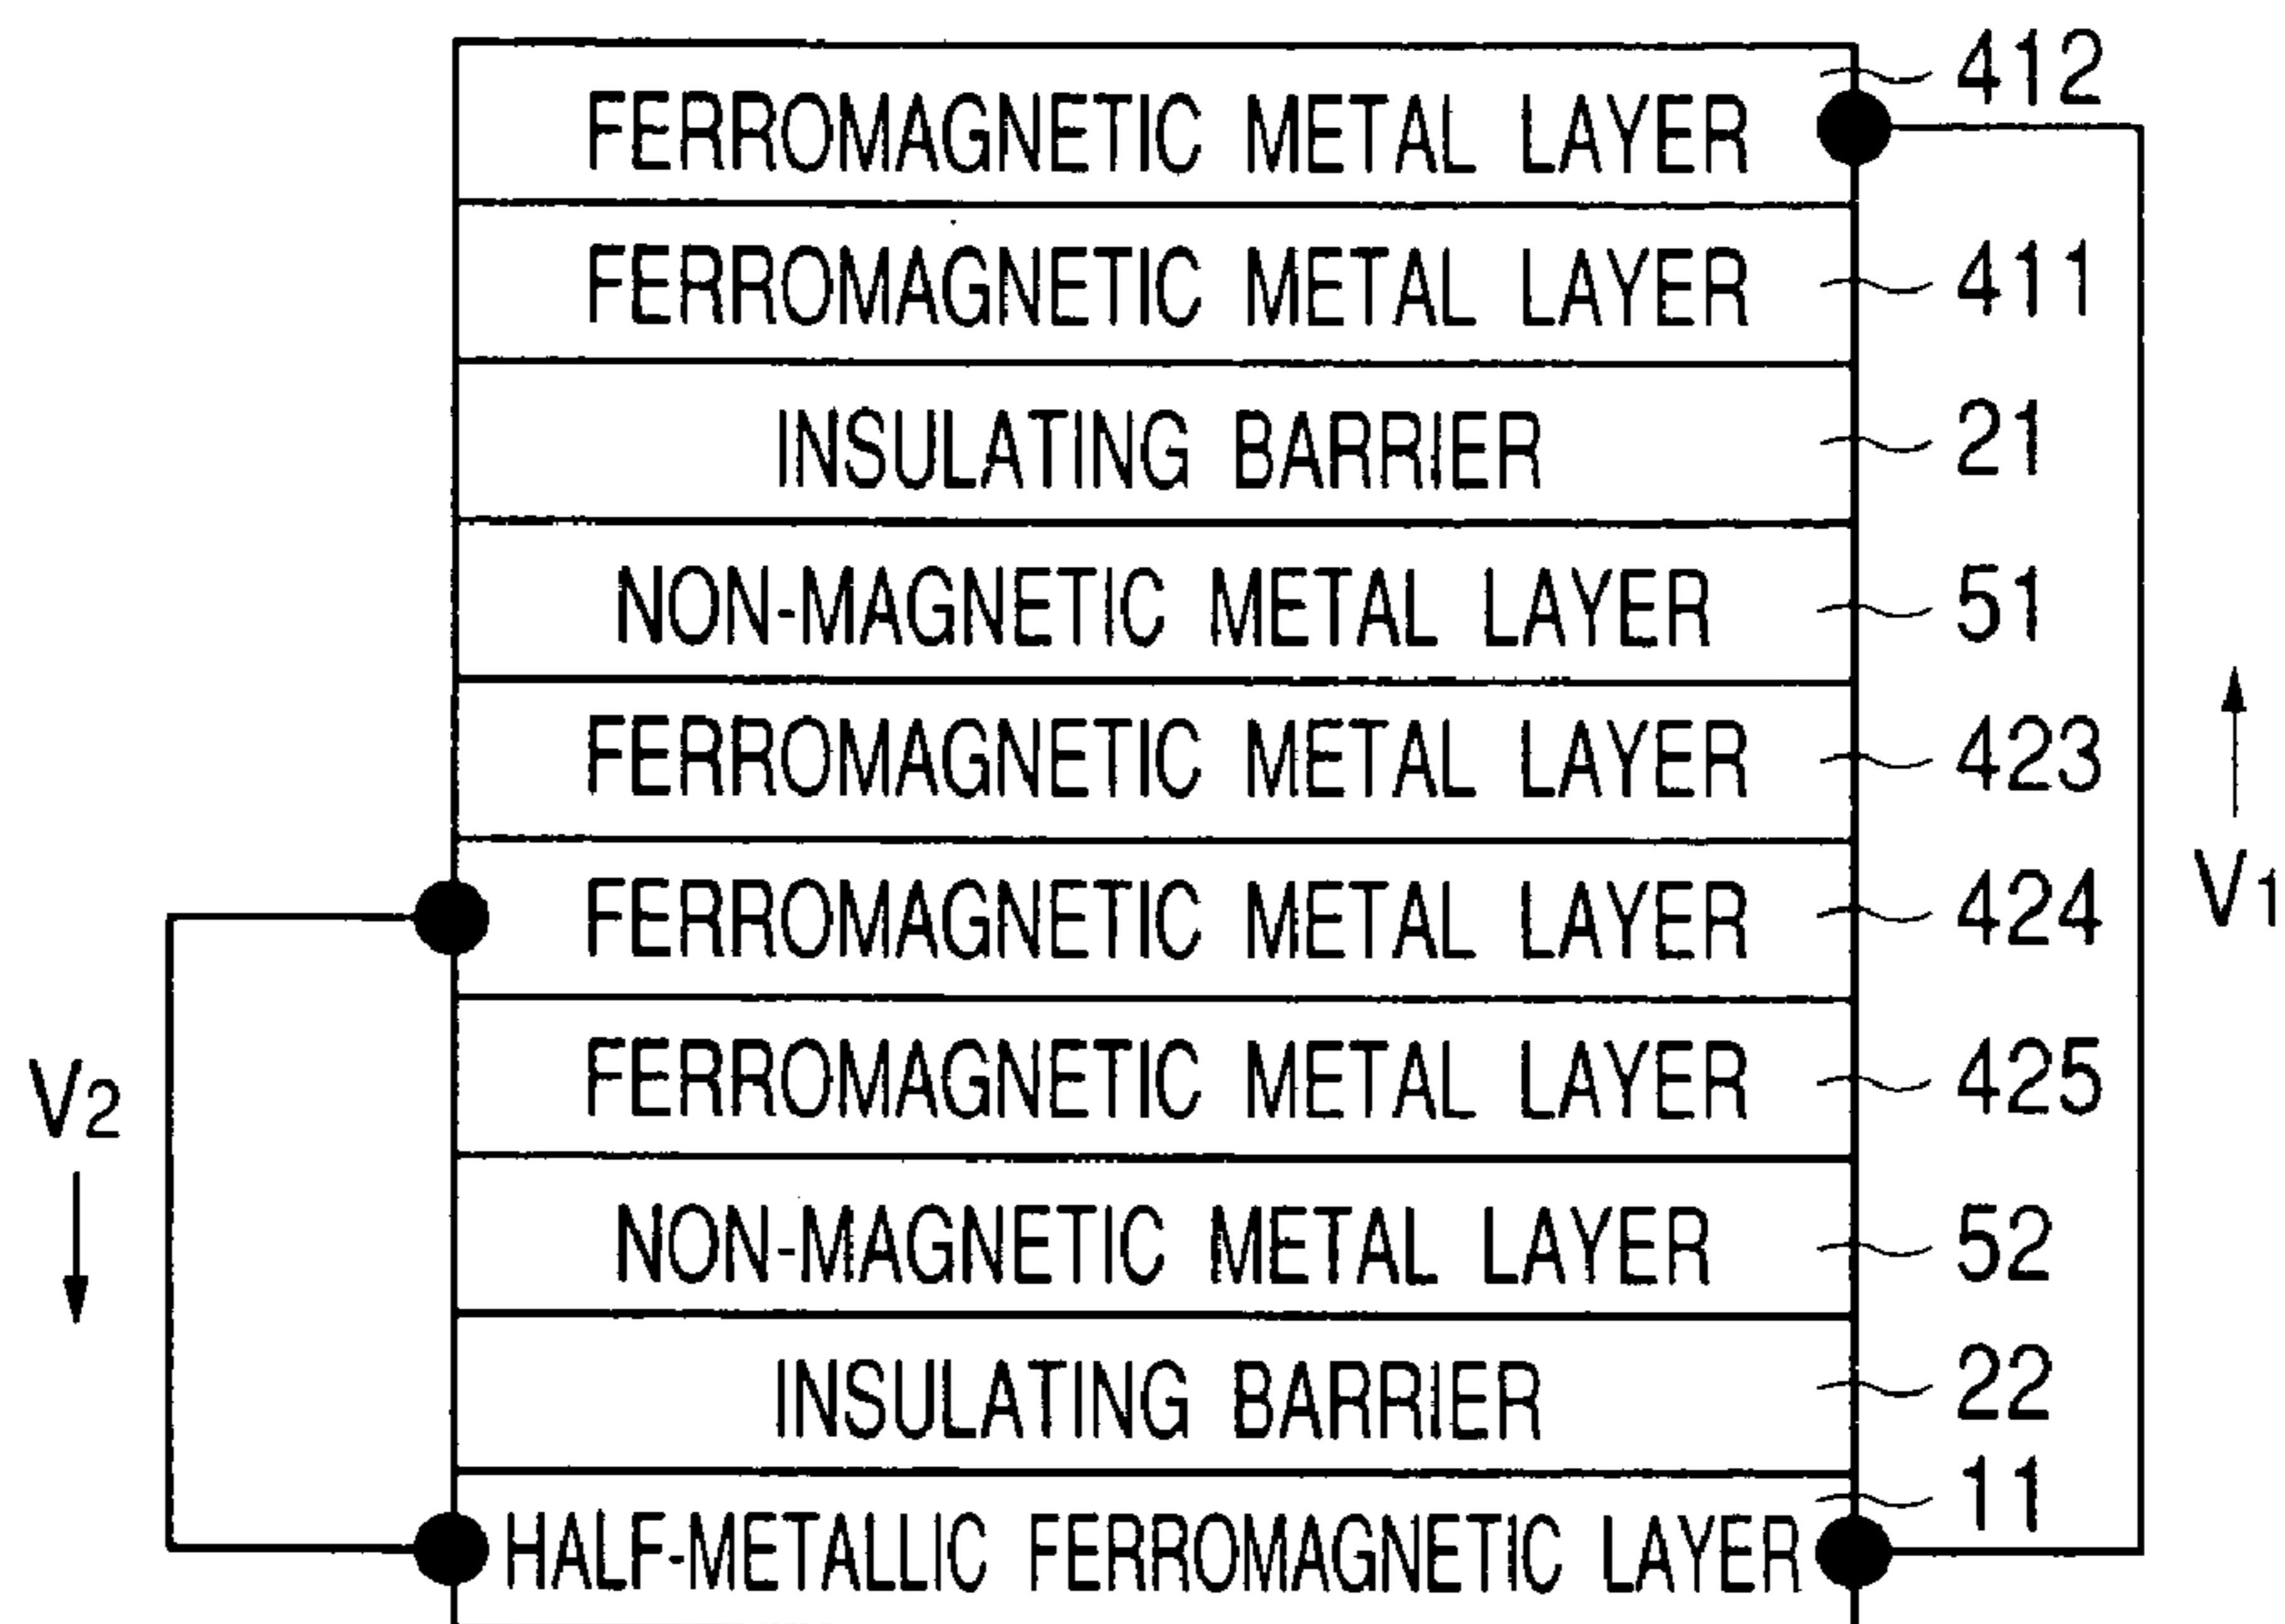 FERROMAGNETIC METAL LAYER 412
FERROMAGNETIC METAL LAYER 411
INSULATING BARRIER 21
NON-MAGNETIC METAL LAYER 51
FERROMAGNETIC METAL LAYER 423
FERROMAGNETIC METAL LAYER 424
V1
FERROMAGNETIC METAL LAYER 425
V2
NON-MAGNETIC METAL LAYER 52
INSULATING BARRIER 22
HALF-METALLIC FERROMAGNETIC LAYER 11